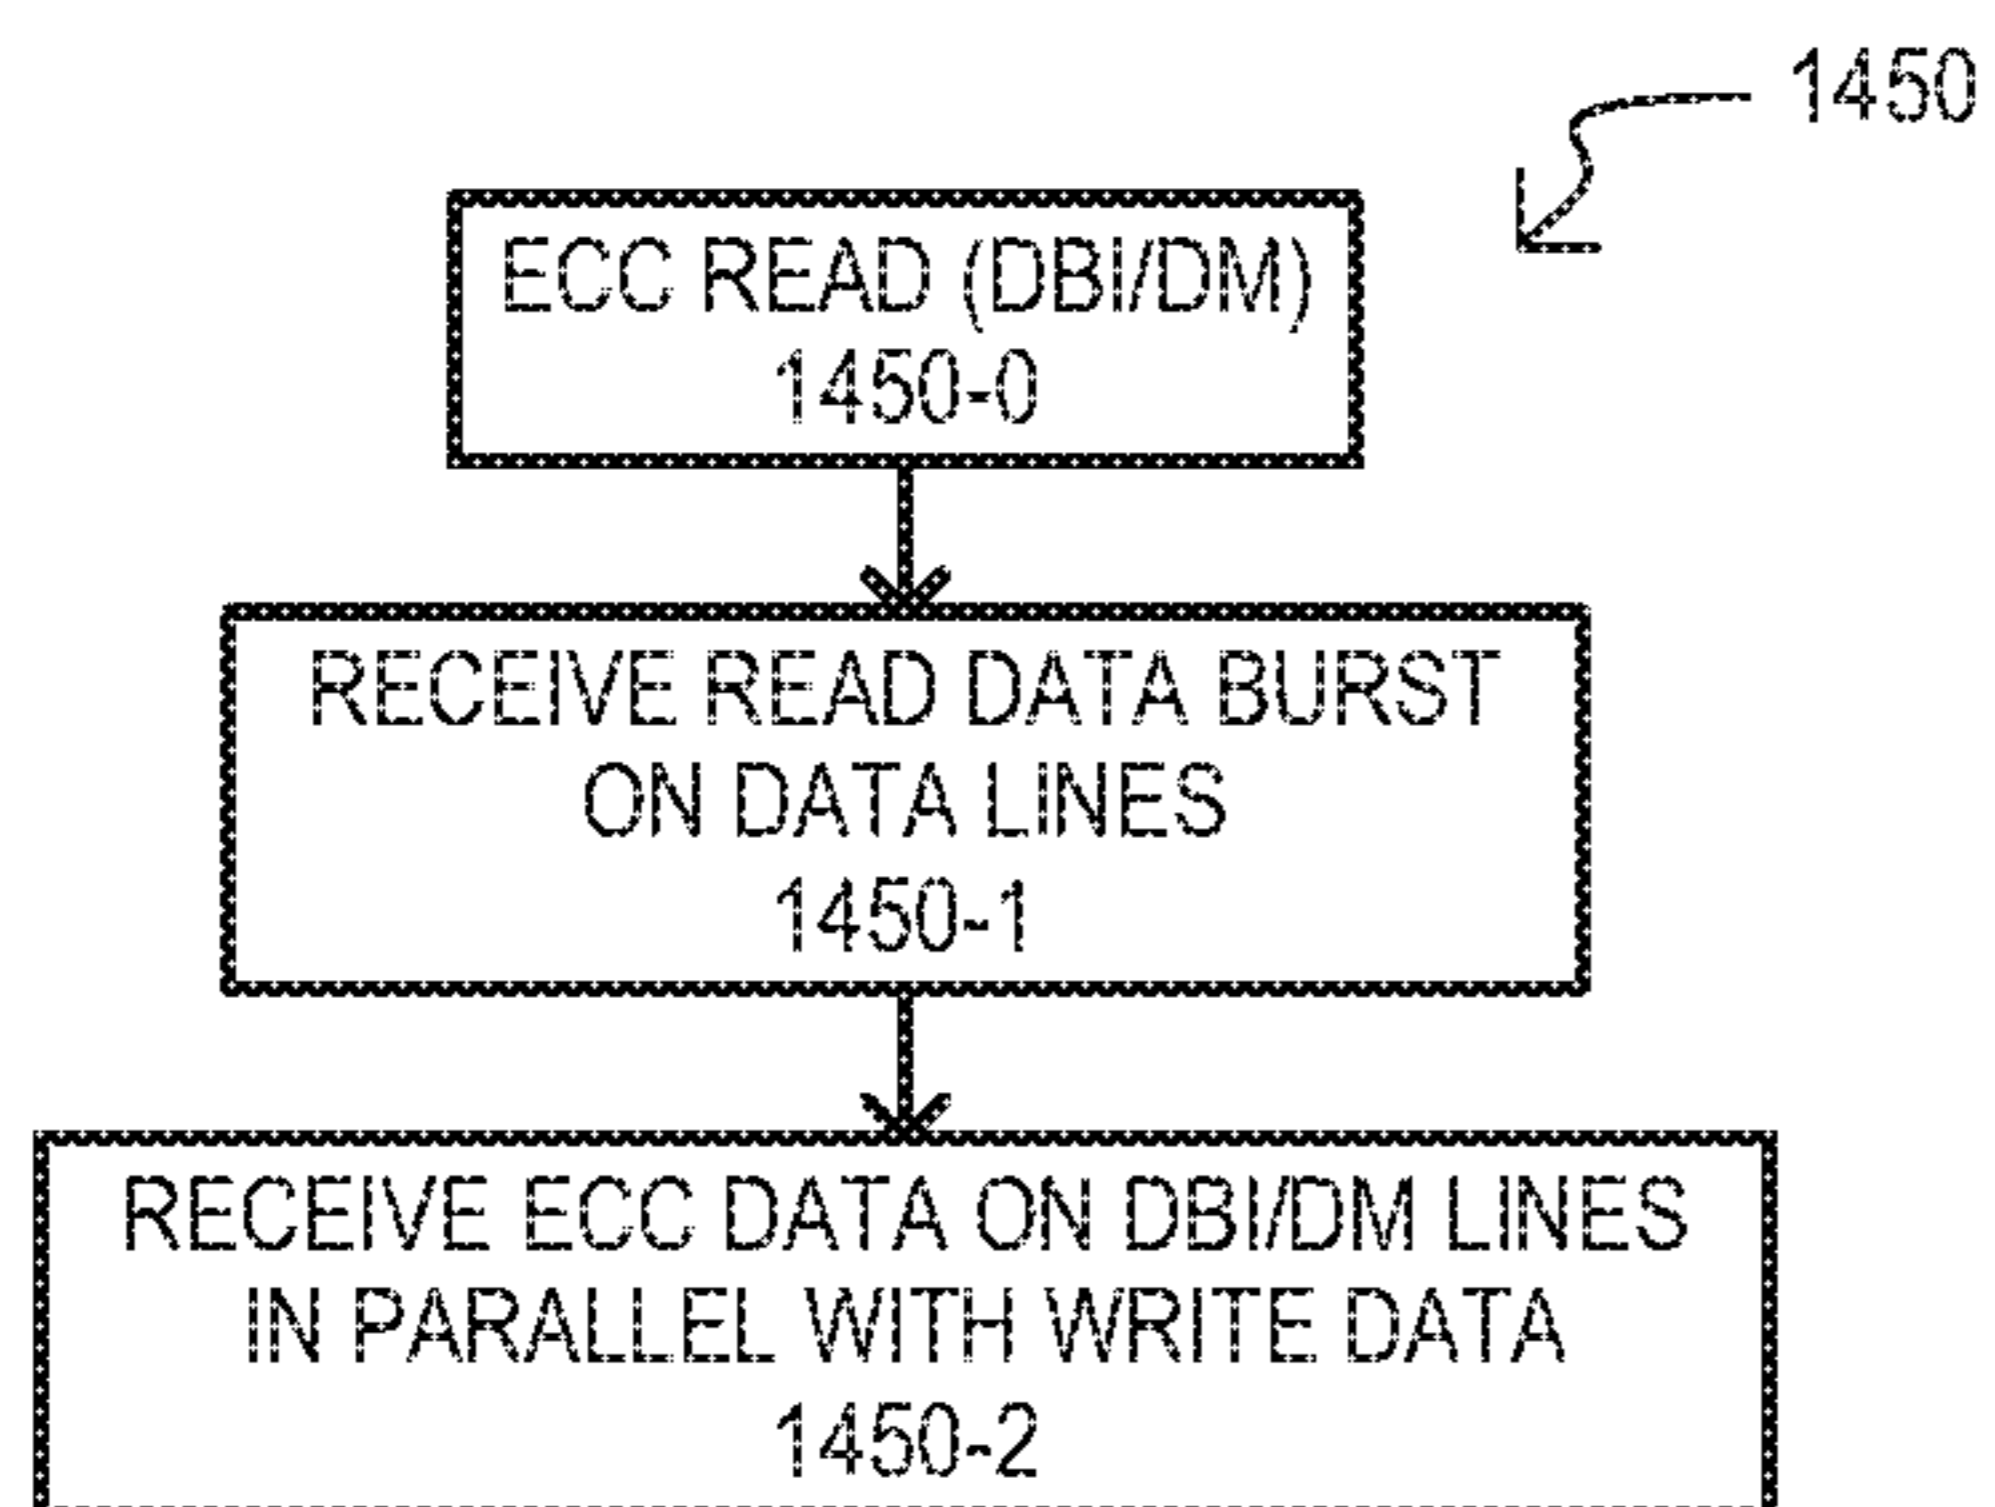 1450
ECC READ (DBI/DM)
1450-0
RECEIVE READ DATA BURST
ON DATA LINES
1450-1
RECEIVE ECC DATA ON DBI/DM LINES
IN PARALLEL WITH WRITE DATA
1450-2